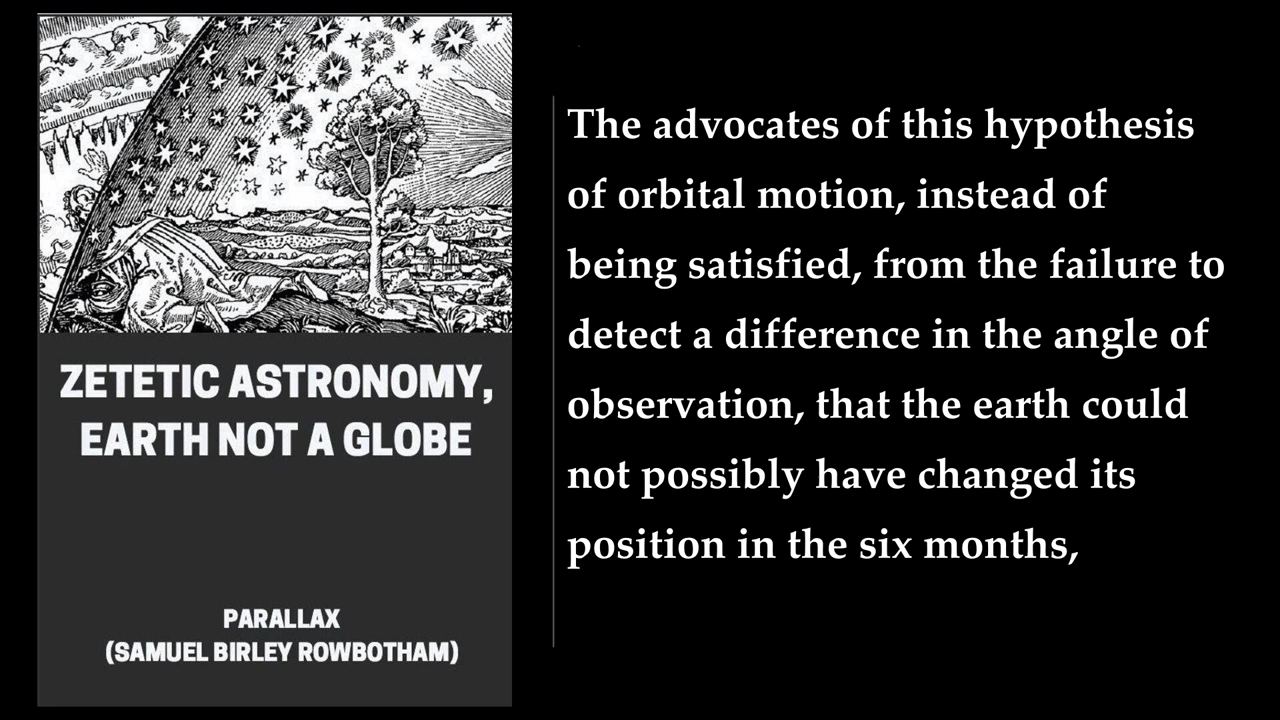 ZETETIC ASTRONOMY,
EARTH NOT A GLOBE
PARALLAX
(SAMUEL BIRLEY ROWBOTHAM)
The advocates of this hypothesis
of orbital motion, instead of
being satisfied, from the failure to
detect a difference in the angle of
observation, that the earth could
not possibly have changed its
position in the six months,